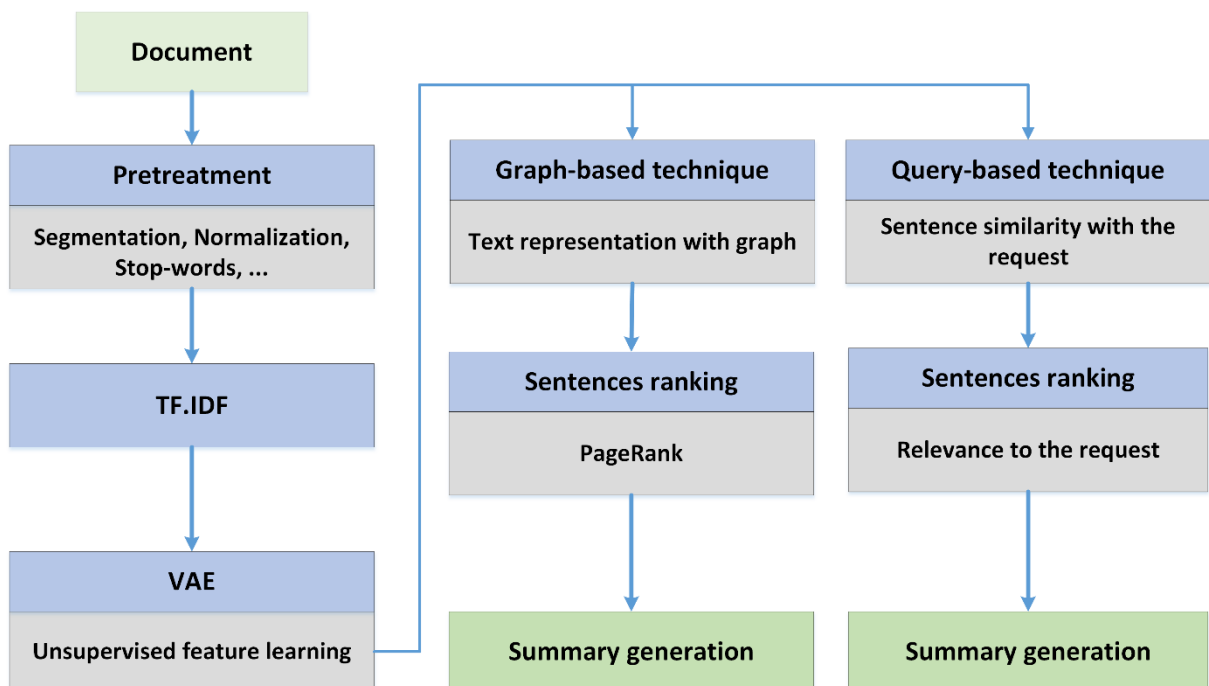 Document
Pretreatment
Segmentation, Normalization,
Stop-words, ...
TF.IDF
VAE
Unsupervised feature learning
Graph-based technique
Text representation with graph
Sentences ranking
PageRank
Summary generation
Query-based technique
Sentence similarity with the
request
Sentences ranking
Relevance to the request
Summary generation